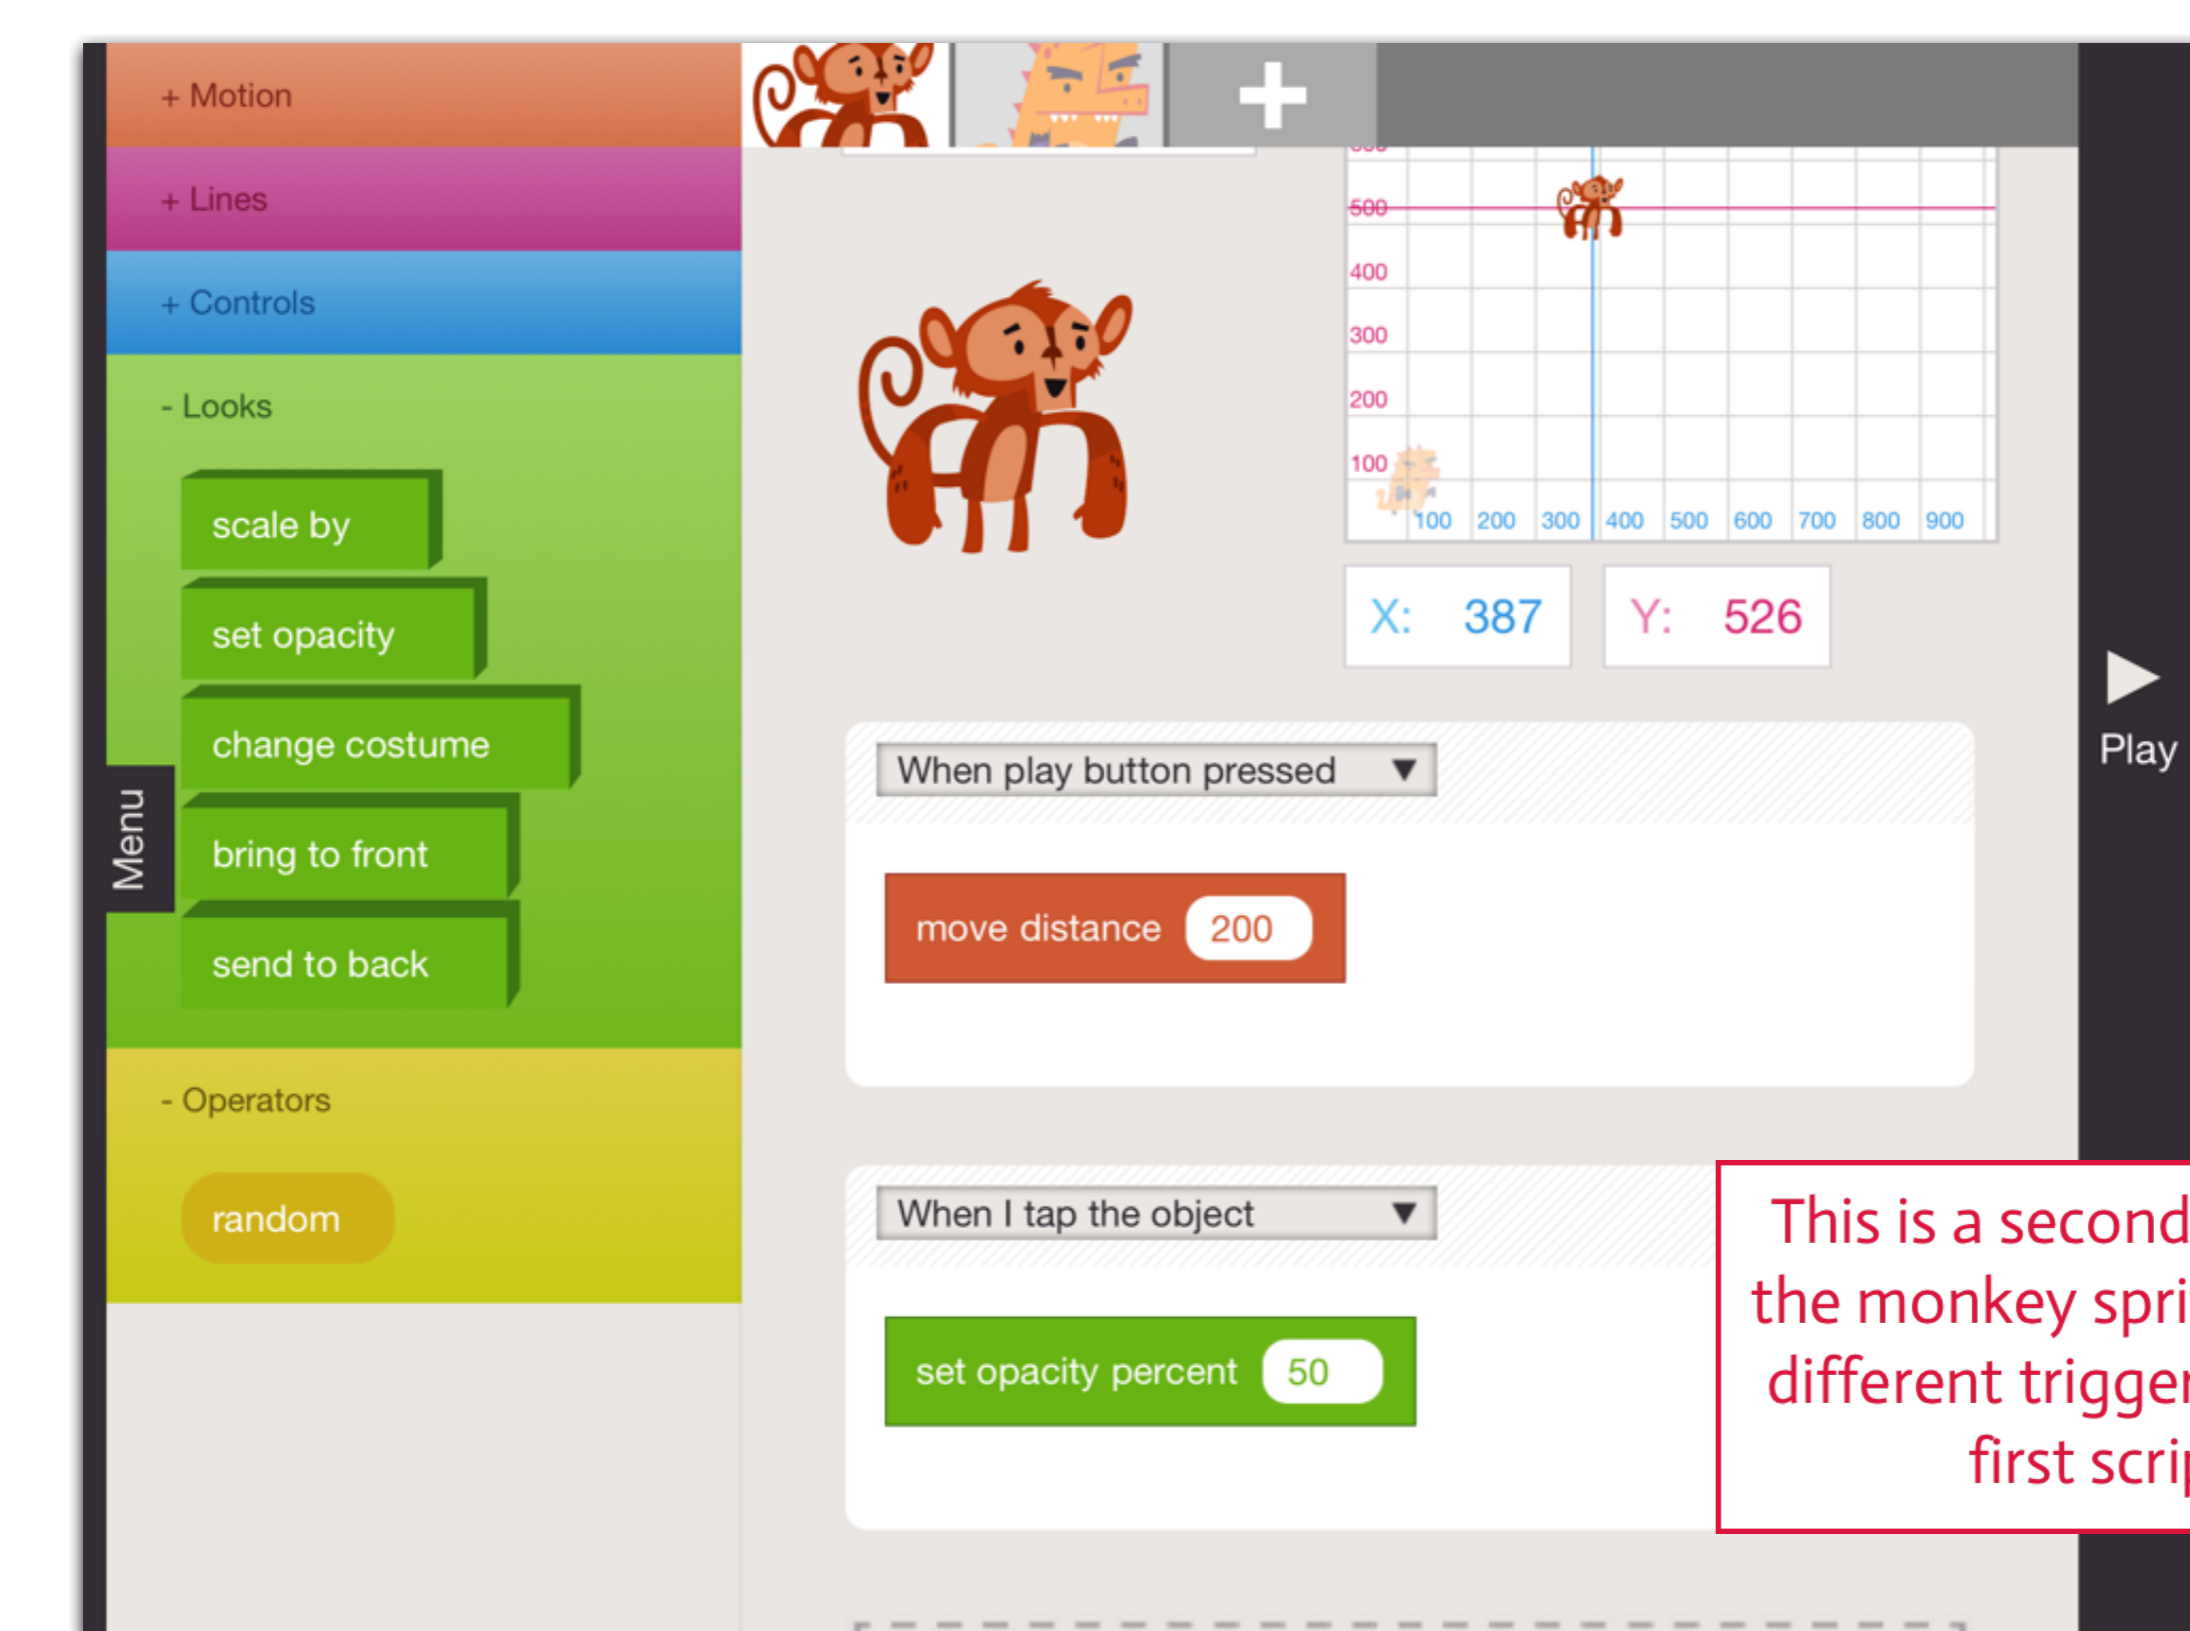 + Motion
+ Lines
+ Controls
- Looks
scale by
set opacity
change costume
bring to front
send to back
- Operators
random
Menu
500
400
300
200
100
100 200 300 400 500 600 700 800 900
X: 387 Y: 526
When play button pressed
move distance 200
When I tap the object
set opacity percent 50
Play
This is a second
the monkey
different
first